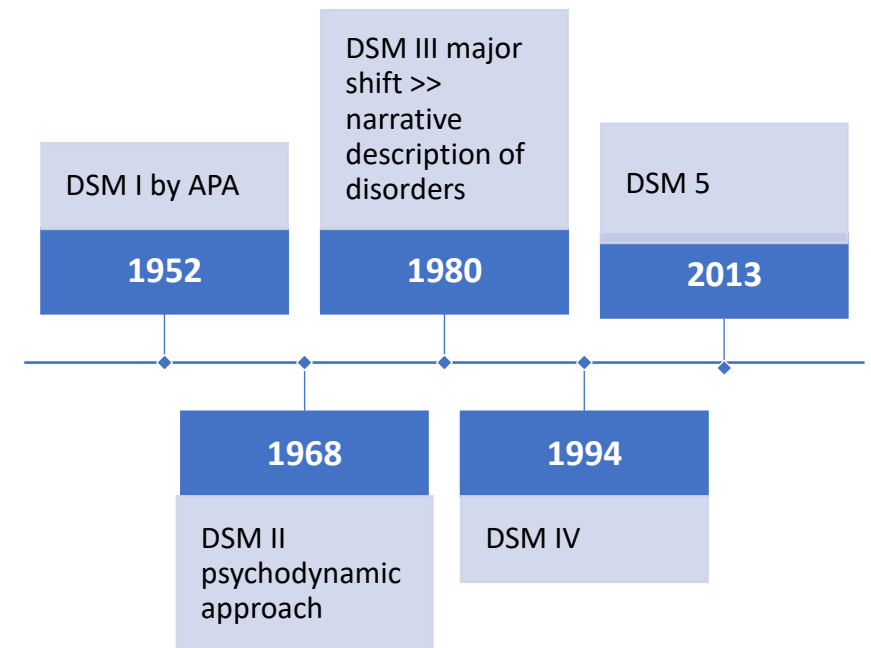 DSM I by APA
1952
1968
DSM II
psychodynamic
approach
DSM III major
shift >>
narrative
description of
disorders
1980
1994
DSM IV
DSM 5
2013